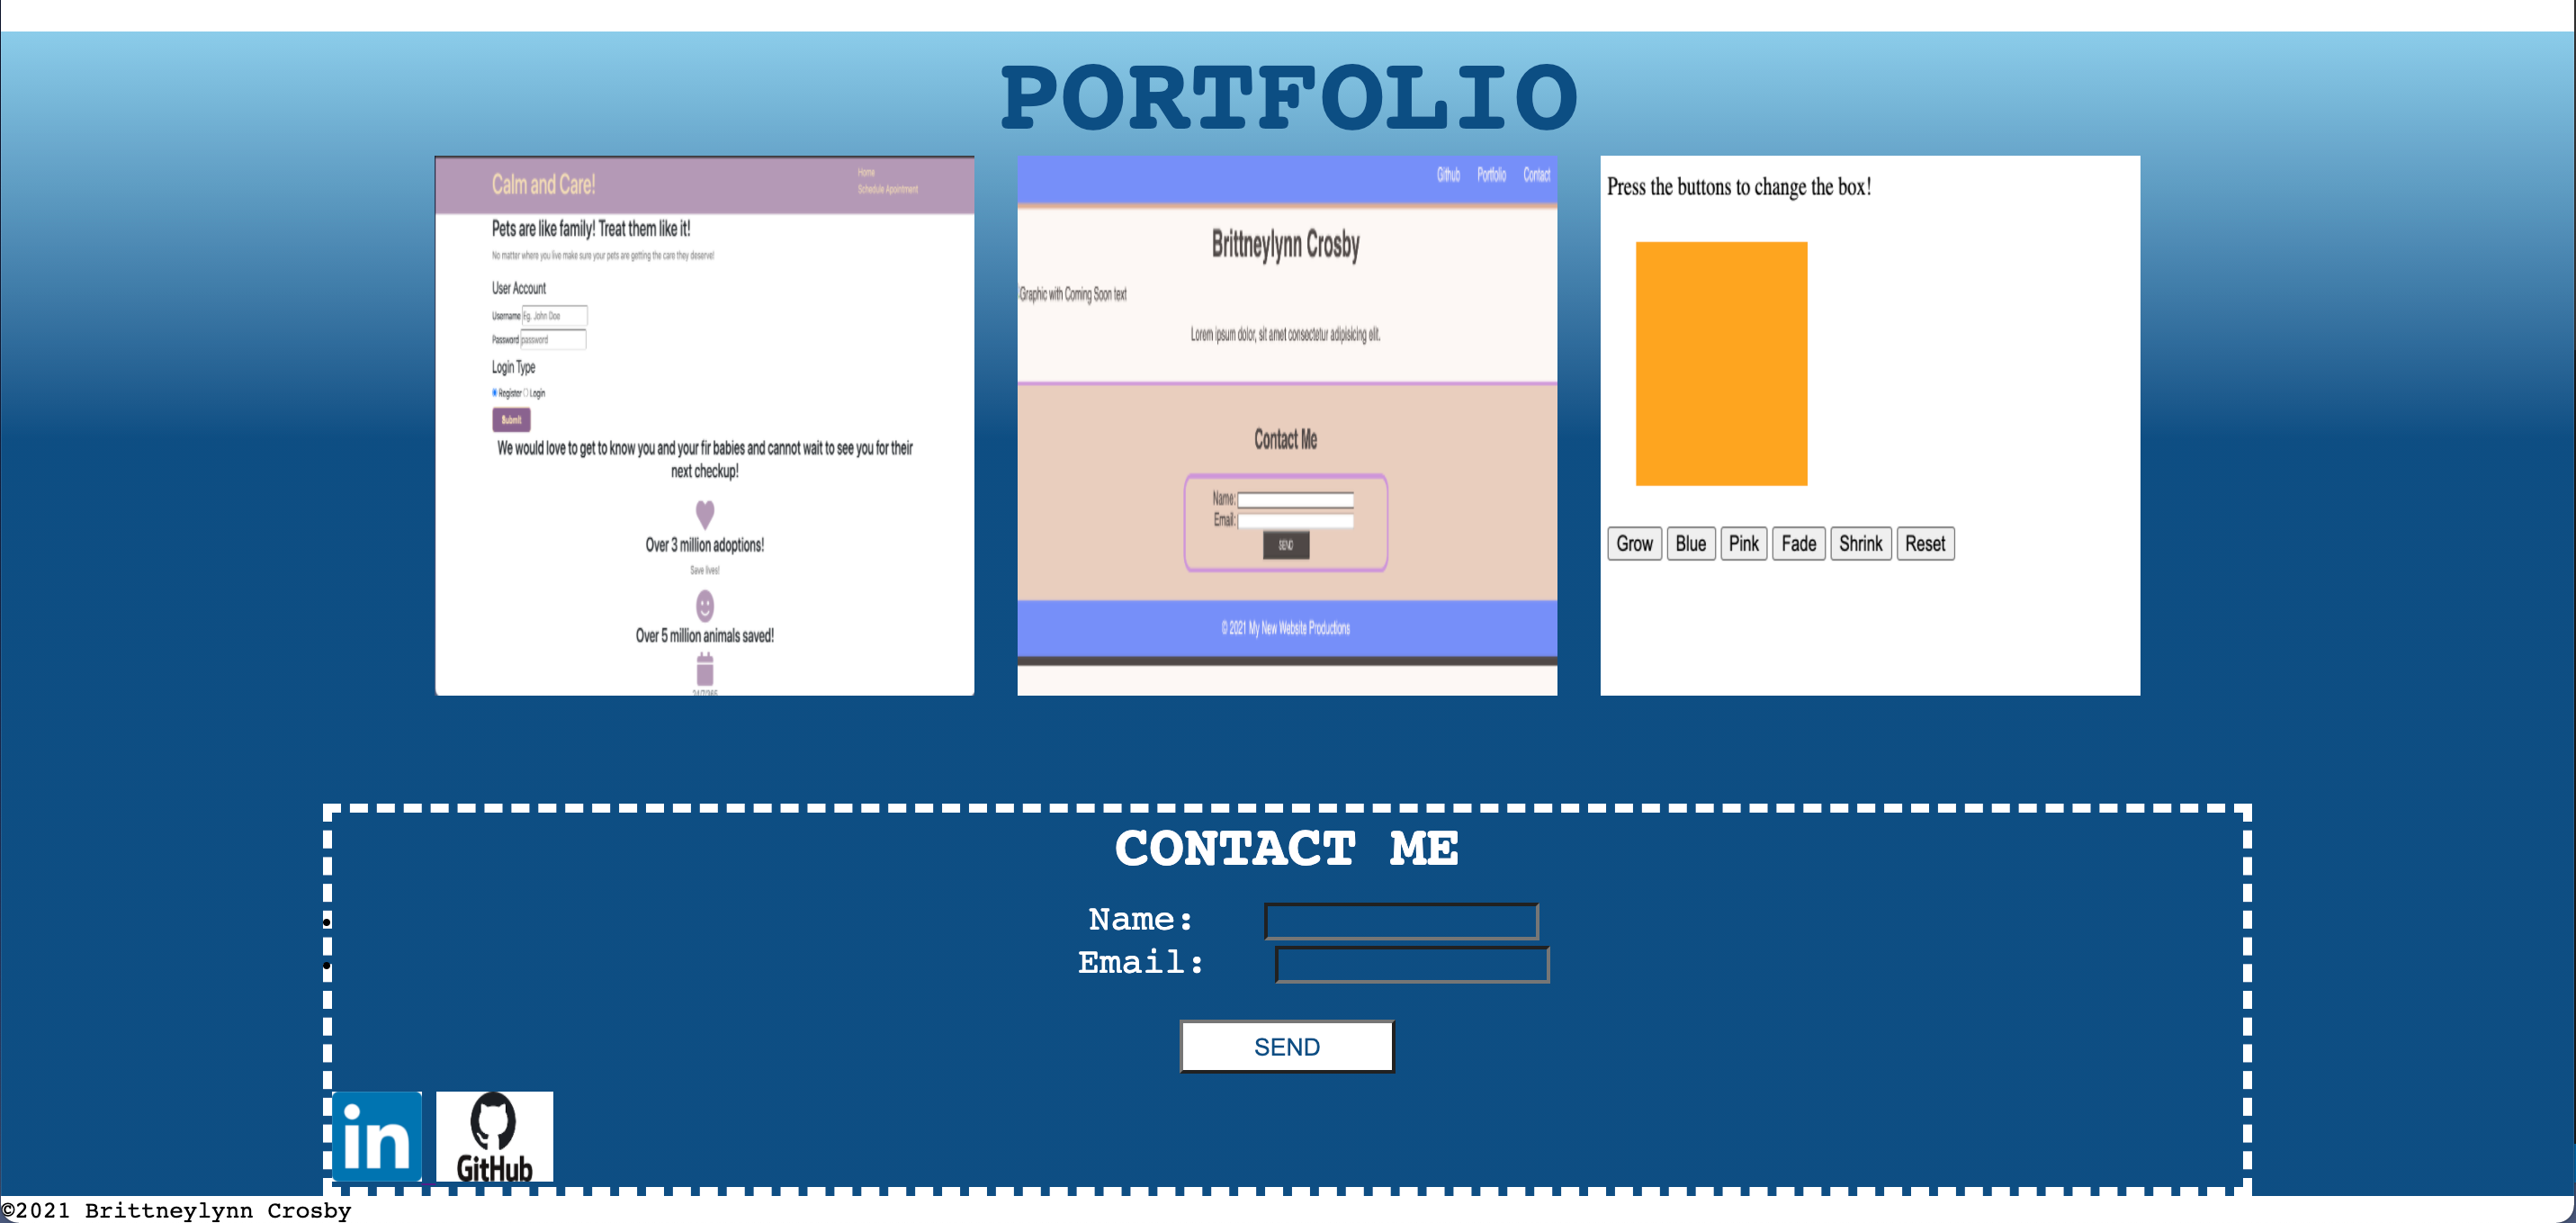 PORTFOLIO
Calm and Care!
Home
Schedule Apointment
Pets are like family! Treat them like it!
No matter where you live make sure your pets are getting the care they deserve!
User Account
Username Eg. John Doe
Password password
Login Type
Register Login
Submit
We would love to get to know you and your fir babies and cannot wait to see you for their
next checkup!
Over 3 million adoptions!
Save lives!
Over 5 million animals saved!
24/7/365
Github Portfolio Contact
Brittneylynn Crosby
Graphic with Coming Soon text
Lorem ipsum dolor, sit amet consectetur adipisicing elit.
Contact Me
Name:
Email:
SEND
© 2021 My New Website Productions
Press the buttons to change the box!
Grow Blue Pink Fade Shrink Reset
CONTACT ME
Name:
Email:
SEND
in GitHub
©2021 Brittneylynn Crosby